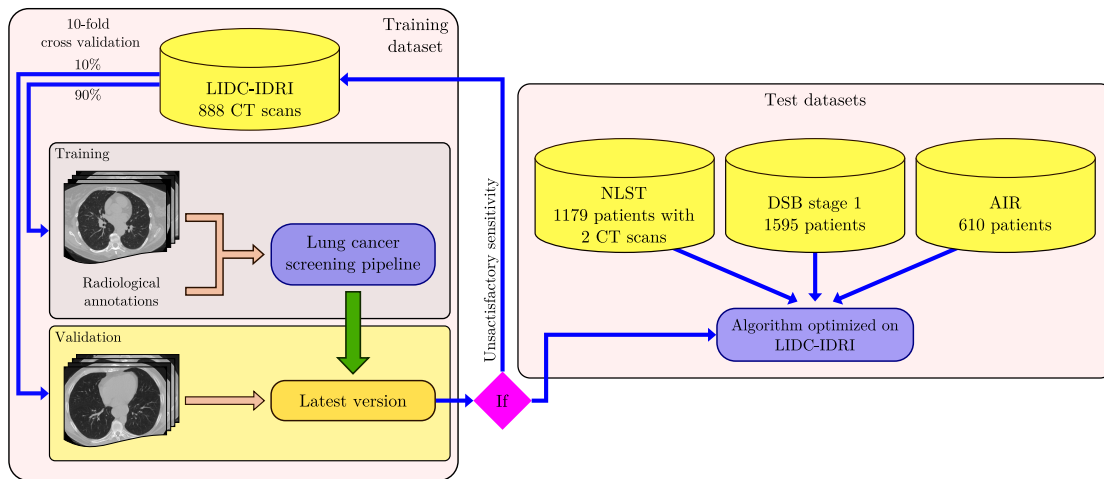 10-fold
cross validation
10%
90%
Training
dataset
LIDC-IDRI
888 CT scans
Training
Radiological
annotations
Lung cancer
screening pipeline
Validation
Latest version
If
Unsactisfactory sensitivity
Test datasets
NLST
1179 patients with
2 CT scans
DSB stage 1
1595 patients
AIR
610 patients
Algorithm optimized on
LIDC-IDRI